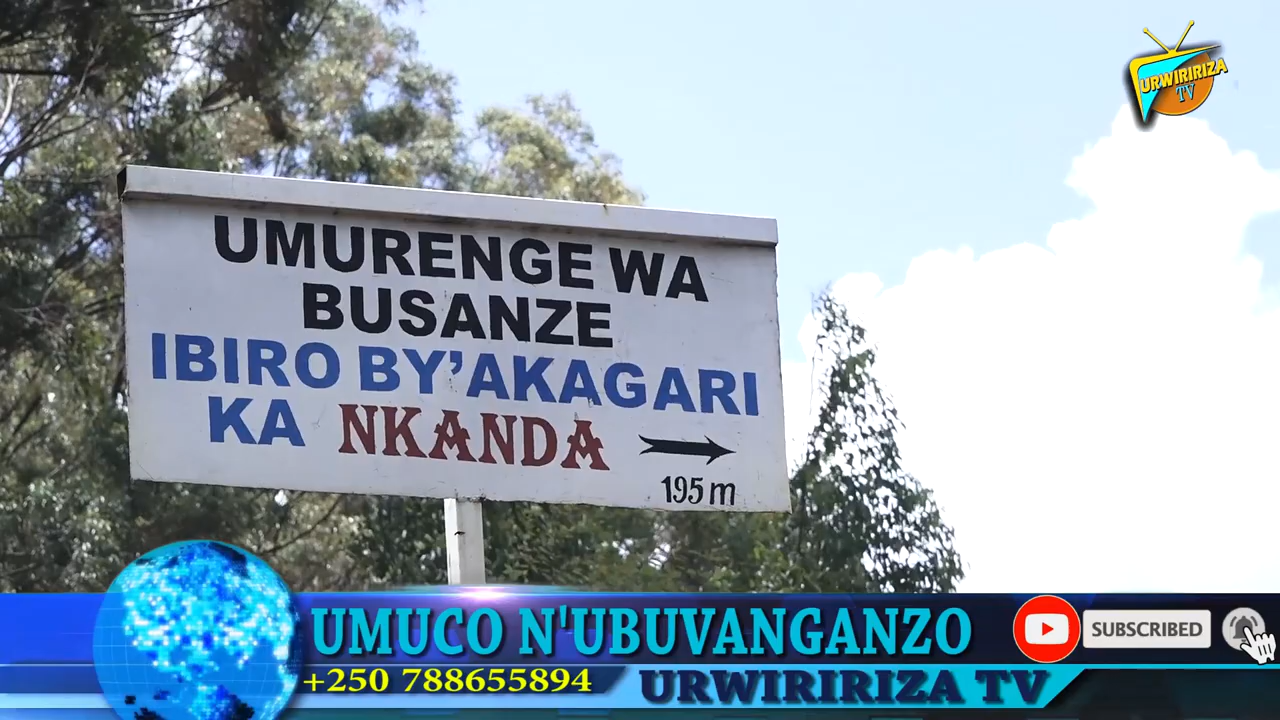 URWIRIRIZA
TV
UMURENGE WA
BUSANZE
IBIRO BY'AKAGARI
KA NKANDA
195 m
UMUCO N'UBUVANGANZO
SUBSCRIBED
+250 788655894
URWIRIRIZA TV